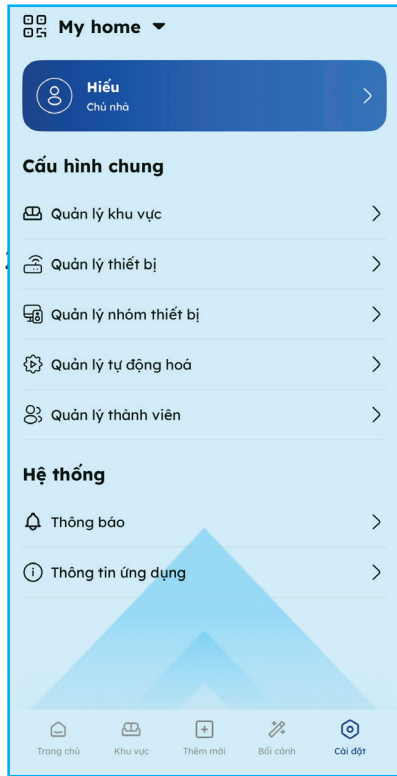 My home
Hiếu
Chủ nhà
Cấu hình chung
Quản lý khu vực
Quản lý thiết bị
Quản lý nhóm thiết bị
Quản lý tự động hoá
Quản lý thành viên
Hệ thống
Thông báo
Thông tin ứng dụng
Trang chủ Khu vực Thêm mới Bối cảnh Cài đặt